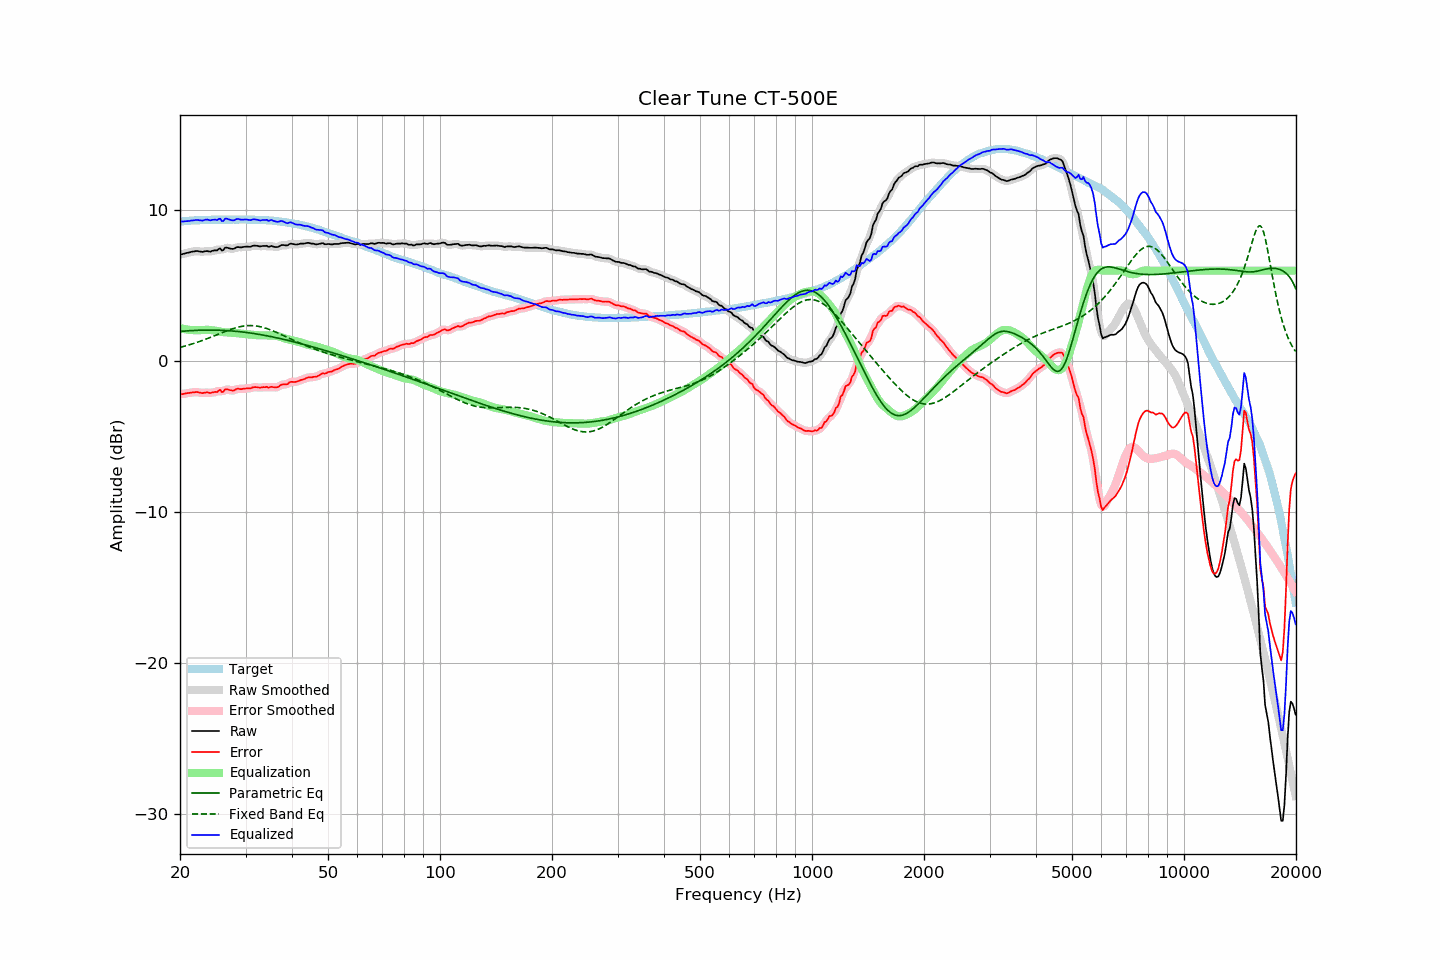 Clear Tune CT-500E
10
0
−10
−20
−30
Amplitude (dBr)
Target
Raw Smoothed
Error Smoothed
Raw
Error
Equalization
Parametric Eq
Fixed Band Eq
Equalized
20 50 100 200 500 1000 2000 5000 10000 20000
Frequency (Hz)